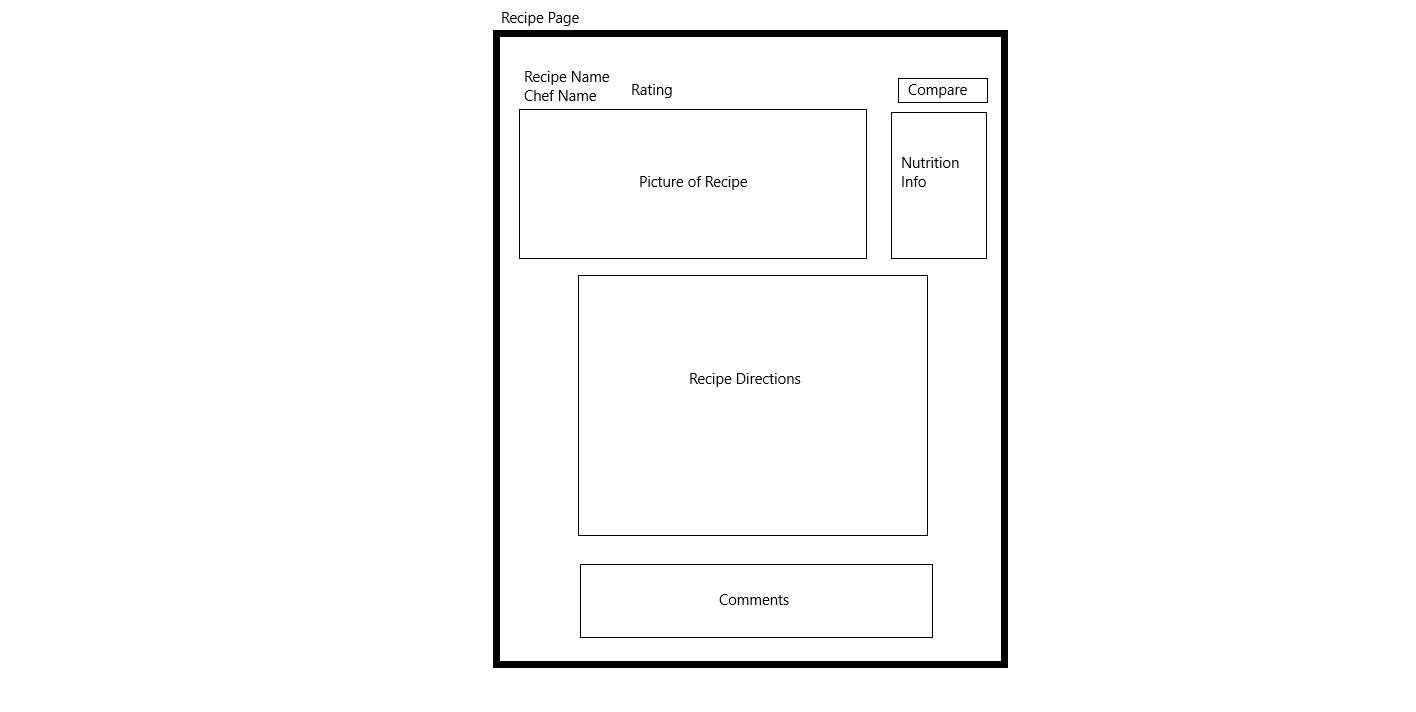 Recipe Page
Recipe Name
Chef Name
Rating
Compare
Picture of Recipe
Nutrition
Info
Recipe Directions
Comments